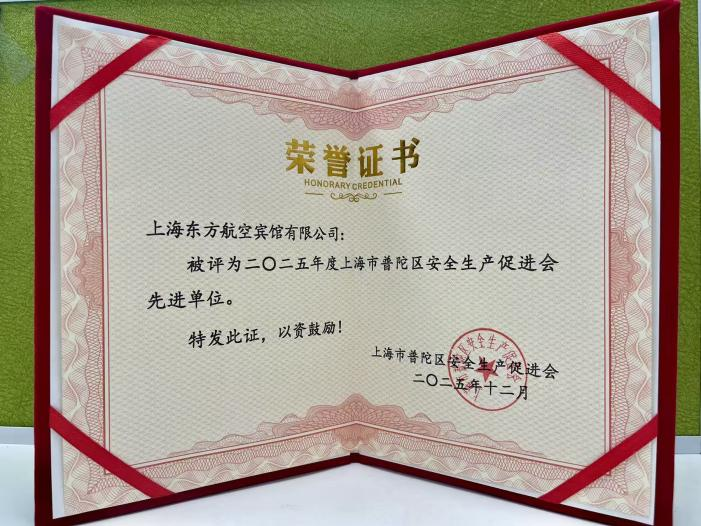 荣誉证书
HONORARY CREDENTIAL
上海东方航空宾馆有限公司：
被评为二〇二五年度上海市普陀区安全生产促进会
先进单位。
特发此证，以资鼓励！
上海市普陀区安全生产促进会
二〇二五年十二月